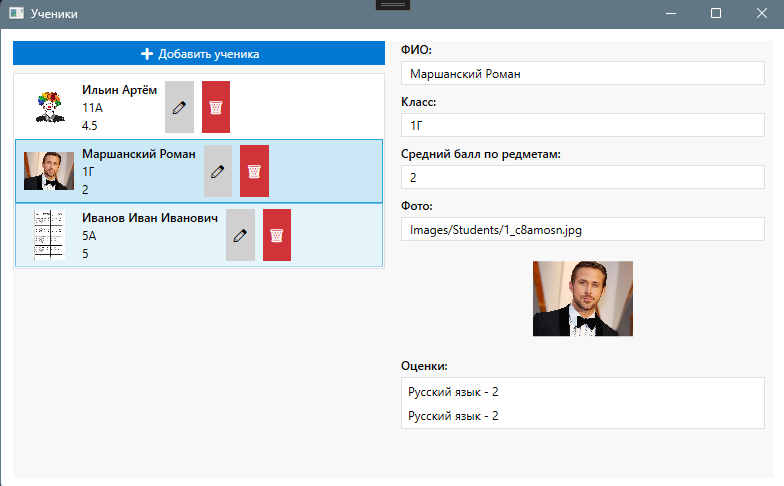 Ученики
Добавить ученика
Ильин Артём
11А
4.5
Маршанский Роман
1Г
2
Иванов Иван Иванович
5А
5
ФИО:
Маршанский Роман
Класс:
1Г
Средний балл по редметам:
2
Фото:
Images/Students/1_c8amosn.jpg
Оценки:
Русский язык - 2
Русский язык - 2